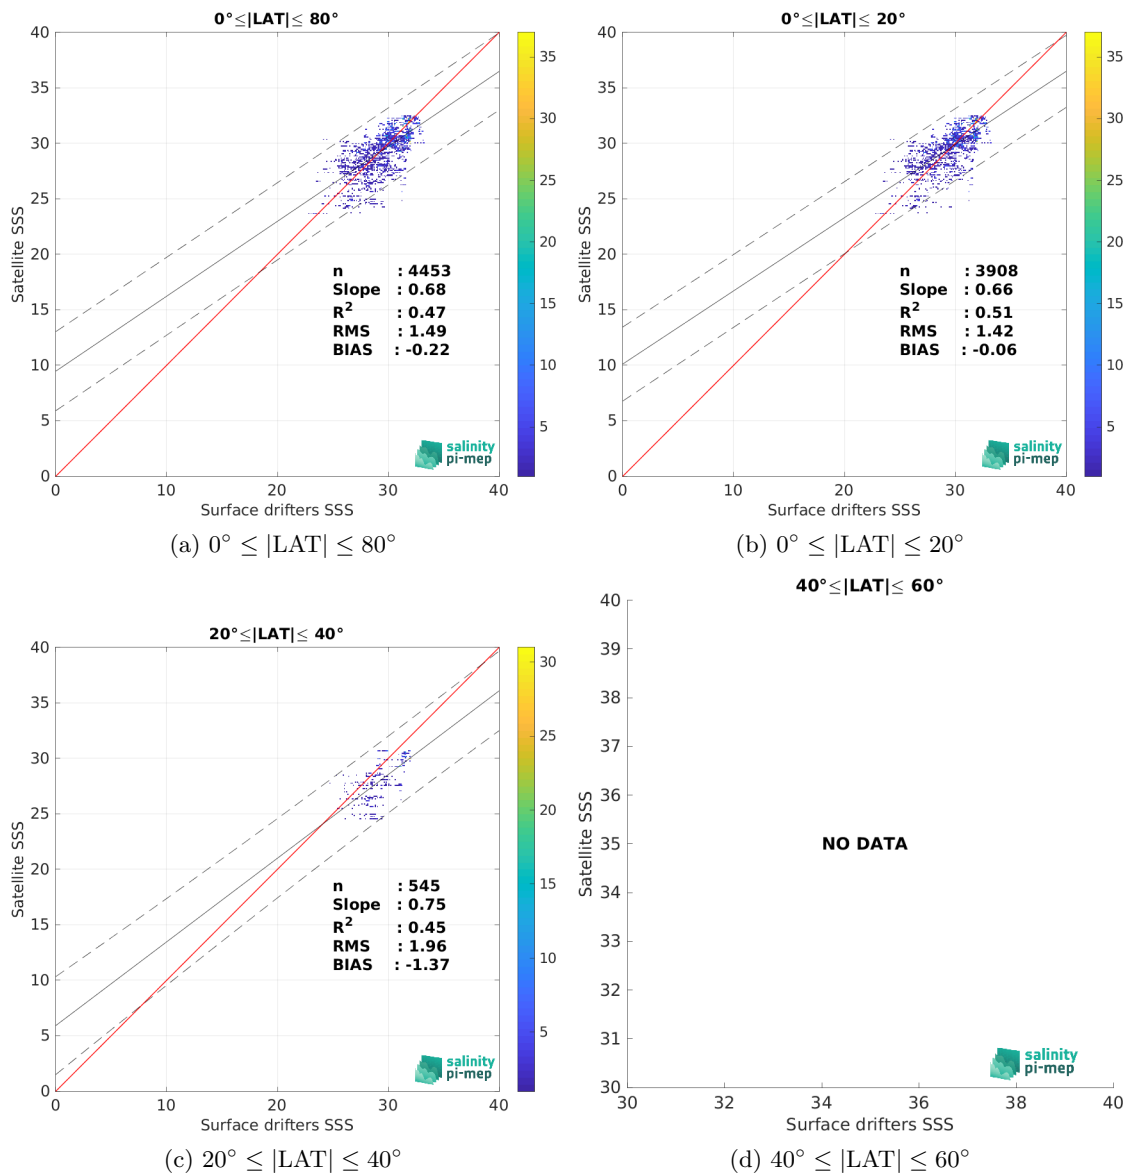 0°≤|LAT|≤ 80°
40
35
30
25
20
15
10
5
0
Satellite SSS
n : 4453
Slope : 0.68
R² : 0.47
RMS : 1.49
BIAS : -0.22
salinity
pi-mep
0 10 20 30 40
Surface drifters SSS
35
30
25
20
15
10
5
(a) 0° ≤ |LAT| ≤ 80°
0°≤|LAT|≤ 20°
40
35
30
25
20
15
10
5
0
Satellite SSS
n : 3908
Slope : 0.66
R² : 0.51
RMS : 1.42
BIAS : -0.06
salinity
pi-mep
0 10 20 30 40
Surface drifters SSS
35
30
25
20
15
10
5
(b) 0° ≤ |LAT| ≤ 20°
20°≤|LAT|≤ 40°
40
35
30
25
20
15
10
5
0
Satellite SSS
n : 545
Slope : 0.75
R² : 0.45
RMS : 1.96
BIAS : -1.37
salinity
pi-mep
0 10 20 30 40
Surface drifters SSS
30
25
20
15
10
5
(c) 20° ≤ |LAT| ≤ 40°
40°≤|LAT|≤ 60°
40
39
38
37
36
35
34
33
32
31
30
Satellite SSS
NO DATA
salinity
pi-mep
30 32 34 36 38 40
Surface drifters SSS
(d) 40° ≤ |LAT| ≤ 60°